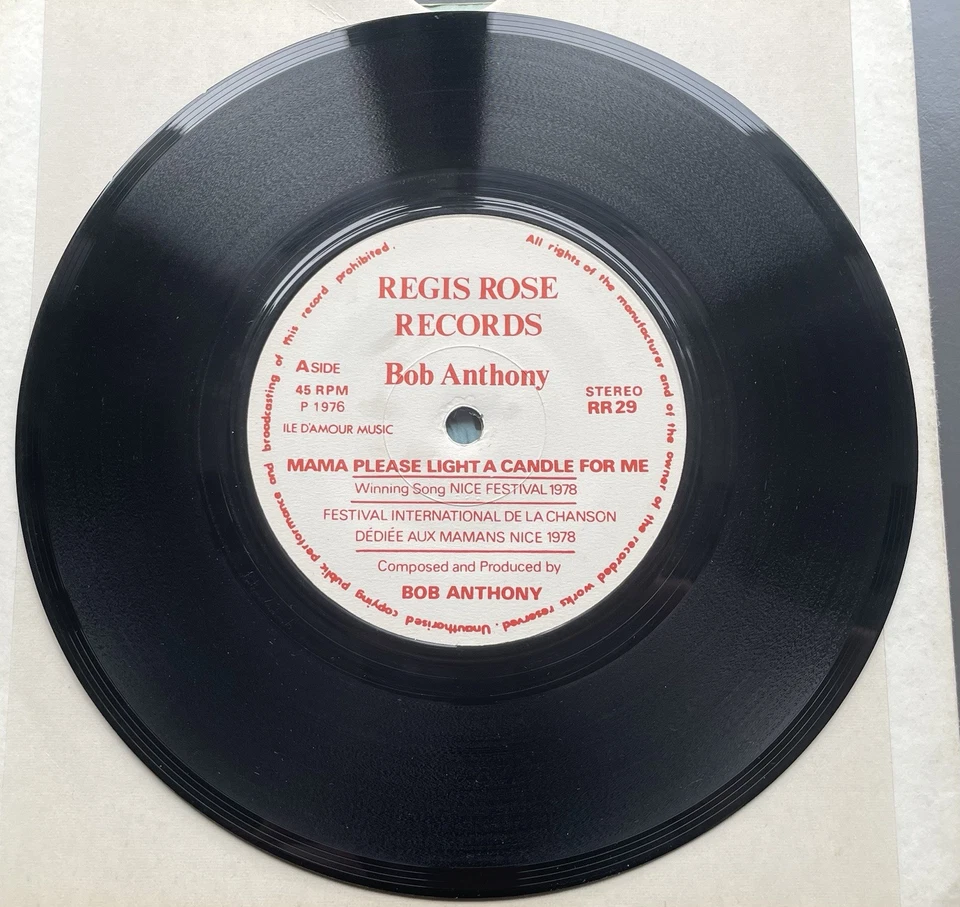 REGIS ROSE
RECORDS
Bob Anthony
A SIDE
45 RPM
P 1976
ILE D'AMOUR MUSIC
STEREO
RR 29
MAMA PLEASE LIGHT A CANDLE FOR ME
Winning Song NICE FESTIVAL 1978
FESTIVAL INTERNATIONAL DE LA CHANSON
DÉDIÉE AUX MAMANS NICE 1978
Composed and Produced by
BOB ANTHONY
All rights of the manufacturer and of the owner of the recorded works reserved. Unauthorised copying public performance and broadcasting of this record prohibited.